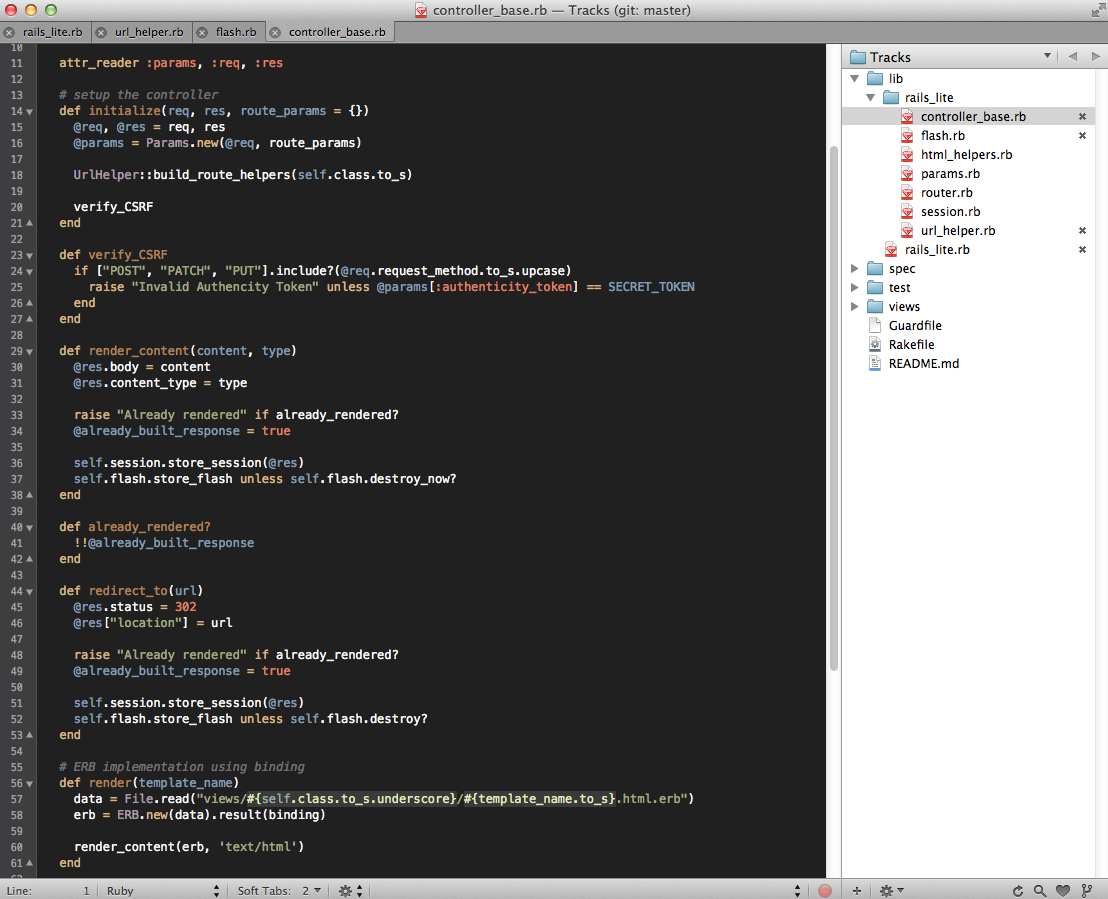 controller_base.rb — Tracks (git: master)
rails_lite.rb url_helper.rb flash.rb controller_base.rb
10
11 attr_reader :params, :req, :res
12
13 # setup the controller
14 def initialize(req, res, route_params = {})
15 @req, @res = req, res
16 @params = Params.new(@req, route_params)
17
18 UrlHelper::build_route_helpers(self.class.to_s)
19
20 verify_CSRF
21 end
22
23 def verify_CSRF
24 if ["POST", "PATCH", "PUT"].include?(@req.request_method.to_s.upcase)
25 raise "Invalid Authencity Token" unless @params[:authenticity_token] == SECRET_TOKEN
26 end
27 end
28
29 def render_content(content, type)
30 @res.body = content
31 @res.content_type = type
32
33 raise "Already rendered" if already_rendered?
34 @already_built_response = true
35
36 self.session.store_session(@res)
37 self.flash.store_flash unless self.flash.destroy_now?
38 end
39
40 def already_rendered?
41 !!@already_built_response
42 end
43
44 def redirect_to(url)
45 @res.status = 302
46 @res["location"] = url
47
48 raise "Already rendered" if already_rendered?
49 @already_built_response = true
50
51 self.session.store_session(@res)
52 self.flash.store_flash unless self.flash.destroy?
53 end
54
55 # ERB implementation using binding
56 def render(template_name)
57 data = File.read("views/#{self.class.to_s.underscore}/#{template_name.to_s}.html.erb")
58 erb = ERB.new(data).result(binding)
59
60 render_content(erb, 'text/html')
61 end
Line: 1 Ruby Soft Tabs: 2
Tracks
lib
rails_lite
controller_base.rb
flash.rb
html_helpers.rb
params.rb
router.rb
session.rb
url_helper.rb
rails_lite.rb
spec
test
views
Guardfile
Rakefile
README.md